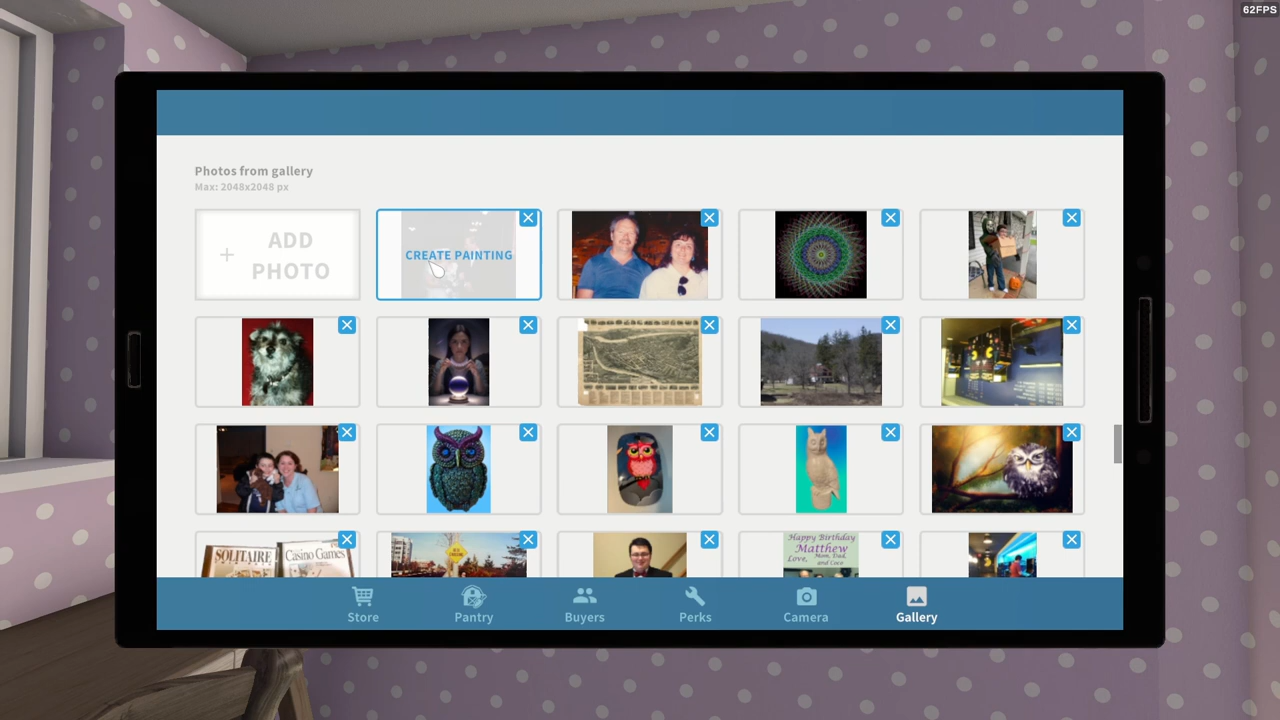 62FPS
Photos from gallery
Max: 2048x2048 px
+ ADD
PHOTO
CREATE PAINTING
SOLITAIRE
Casino Games
Happy Birthday
Matthew
Love,
Mom, Dad,
and Coco
Store
Pantry
Buyers
Perks
Camera
Gallery